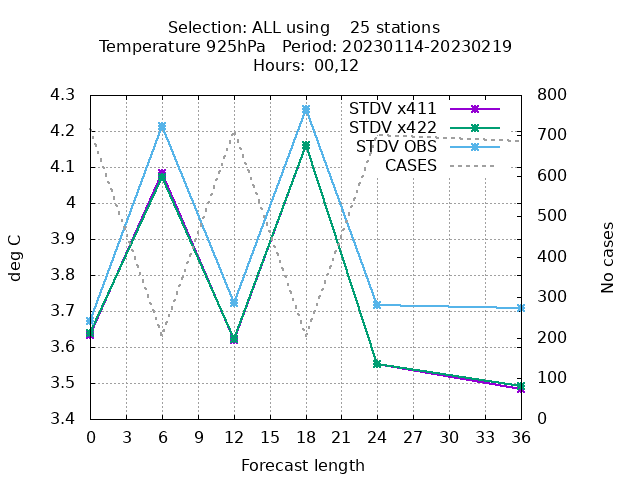 Selection: ALL using    25 stations
Temperature 925hPa   Period: 20230114-20230219
Hours:  00,12
4.3
4.2
4.1
4
3.9
3.8
3.7
3.6
3.5
3.4
deg C
STDV x411
STDV x422
STDV OBS
CASES
800
700
600
500
400
300
200
100
0
No cases
0 3 6 9 12 15 18 21 24 27 30 33 36
Forecast length